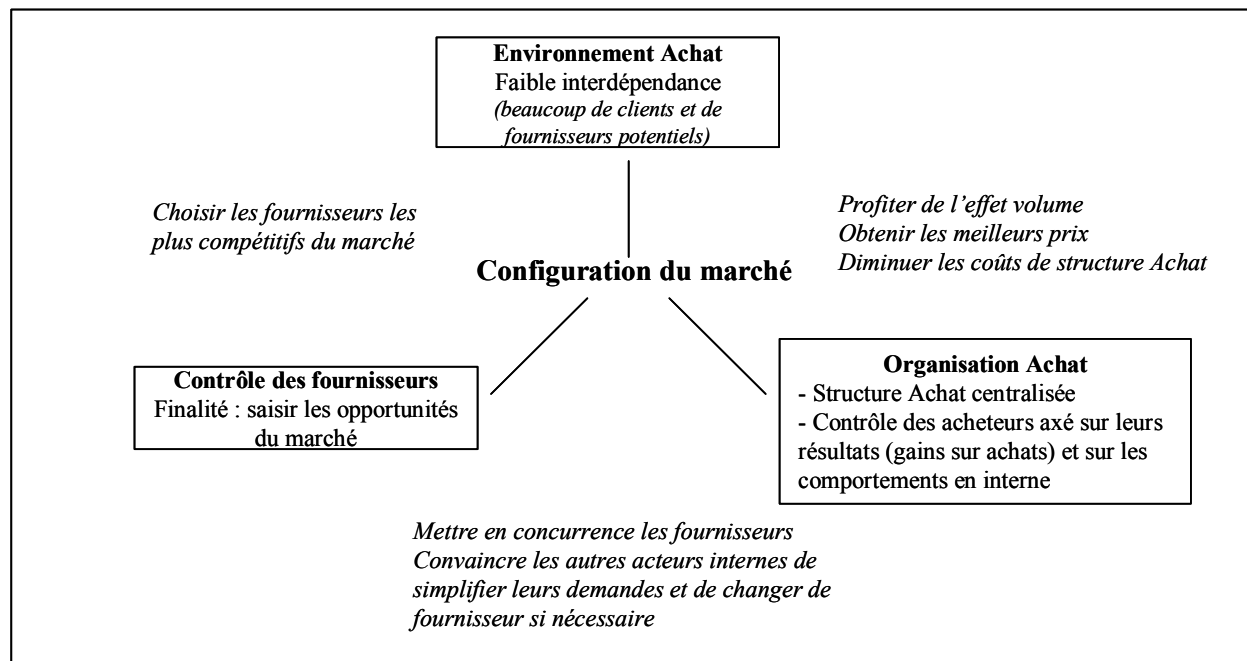 Environnement Achat
Faible interdépendance
(beaucoup de clients et de
fournisseurs potentiels)
Choisir les fournisseurs les
plus compétitifs du marché
Profiter de l’effet volume
Obtenir les meilleurs prix
Diminuer les coûts de structure Achat
Configuration du marché
Contrôle des fournisseurs
Finalité : saisir les opportunités
du marché
Organisation Achat
- Structure Achat centralisée
- Contrôle des acheteurs axé sur leurs
résultats (gains sur achats) et sur les
comportements en interne
Mettre en concurrence les fournisseurs
Convaincre les autres acteurs internes de
simplifier leurs demandes et de changer de
fournisseur si nécessaire